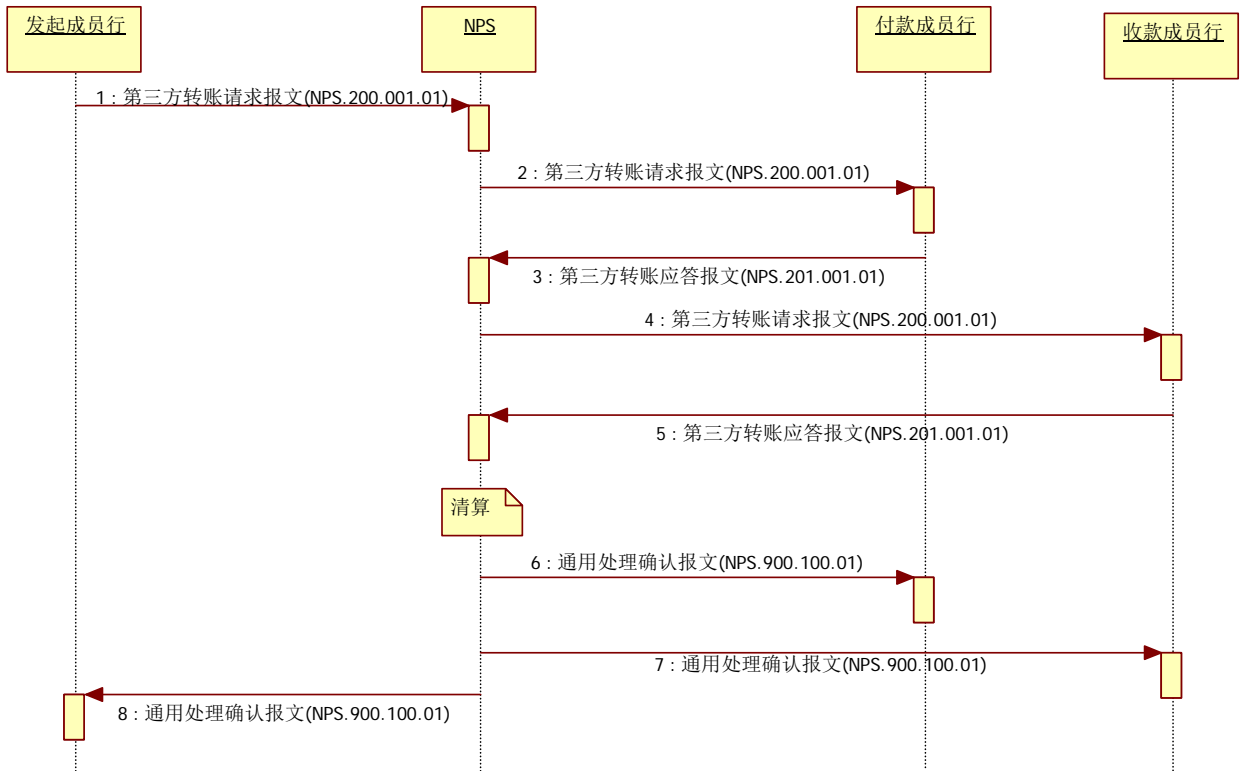 发起成员行
NPS
付款成员行
收款成员行
1 : 第三方转账请求报文(NPS.200.001.01)
2 : 第三方转账请求报文(NPS.200.001.01)
3 : 第三方转账应答报文(NPS.201.001.01)
4 : 第三方转账请求报文(NPS.200.001.01)
5 : 第三方转账应答报文(NPS.201.001.01)
清算
6 : 通用处理确认报文(NPS.900.100.01)
7 : 通用处理确认报文(NPS.900.100.01)
8 : 通用处理确认报文(NPS.900.100.01)